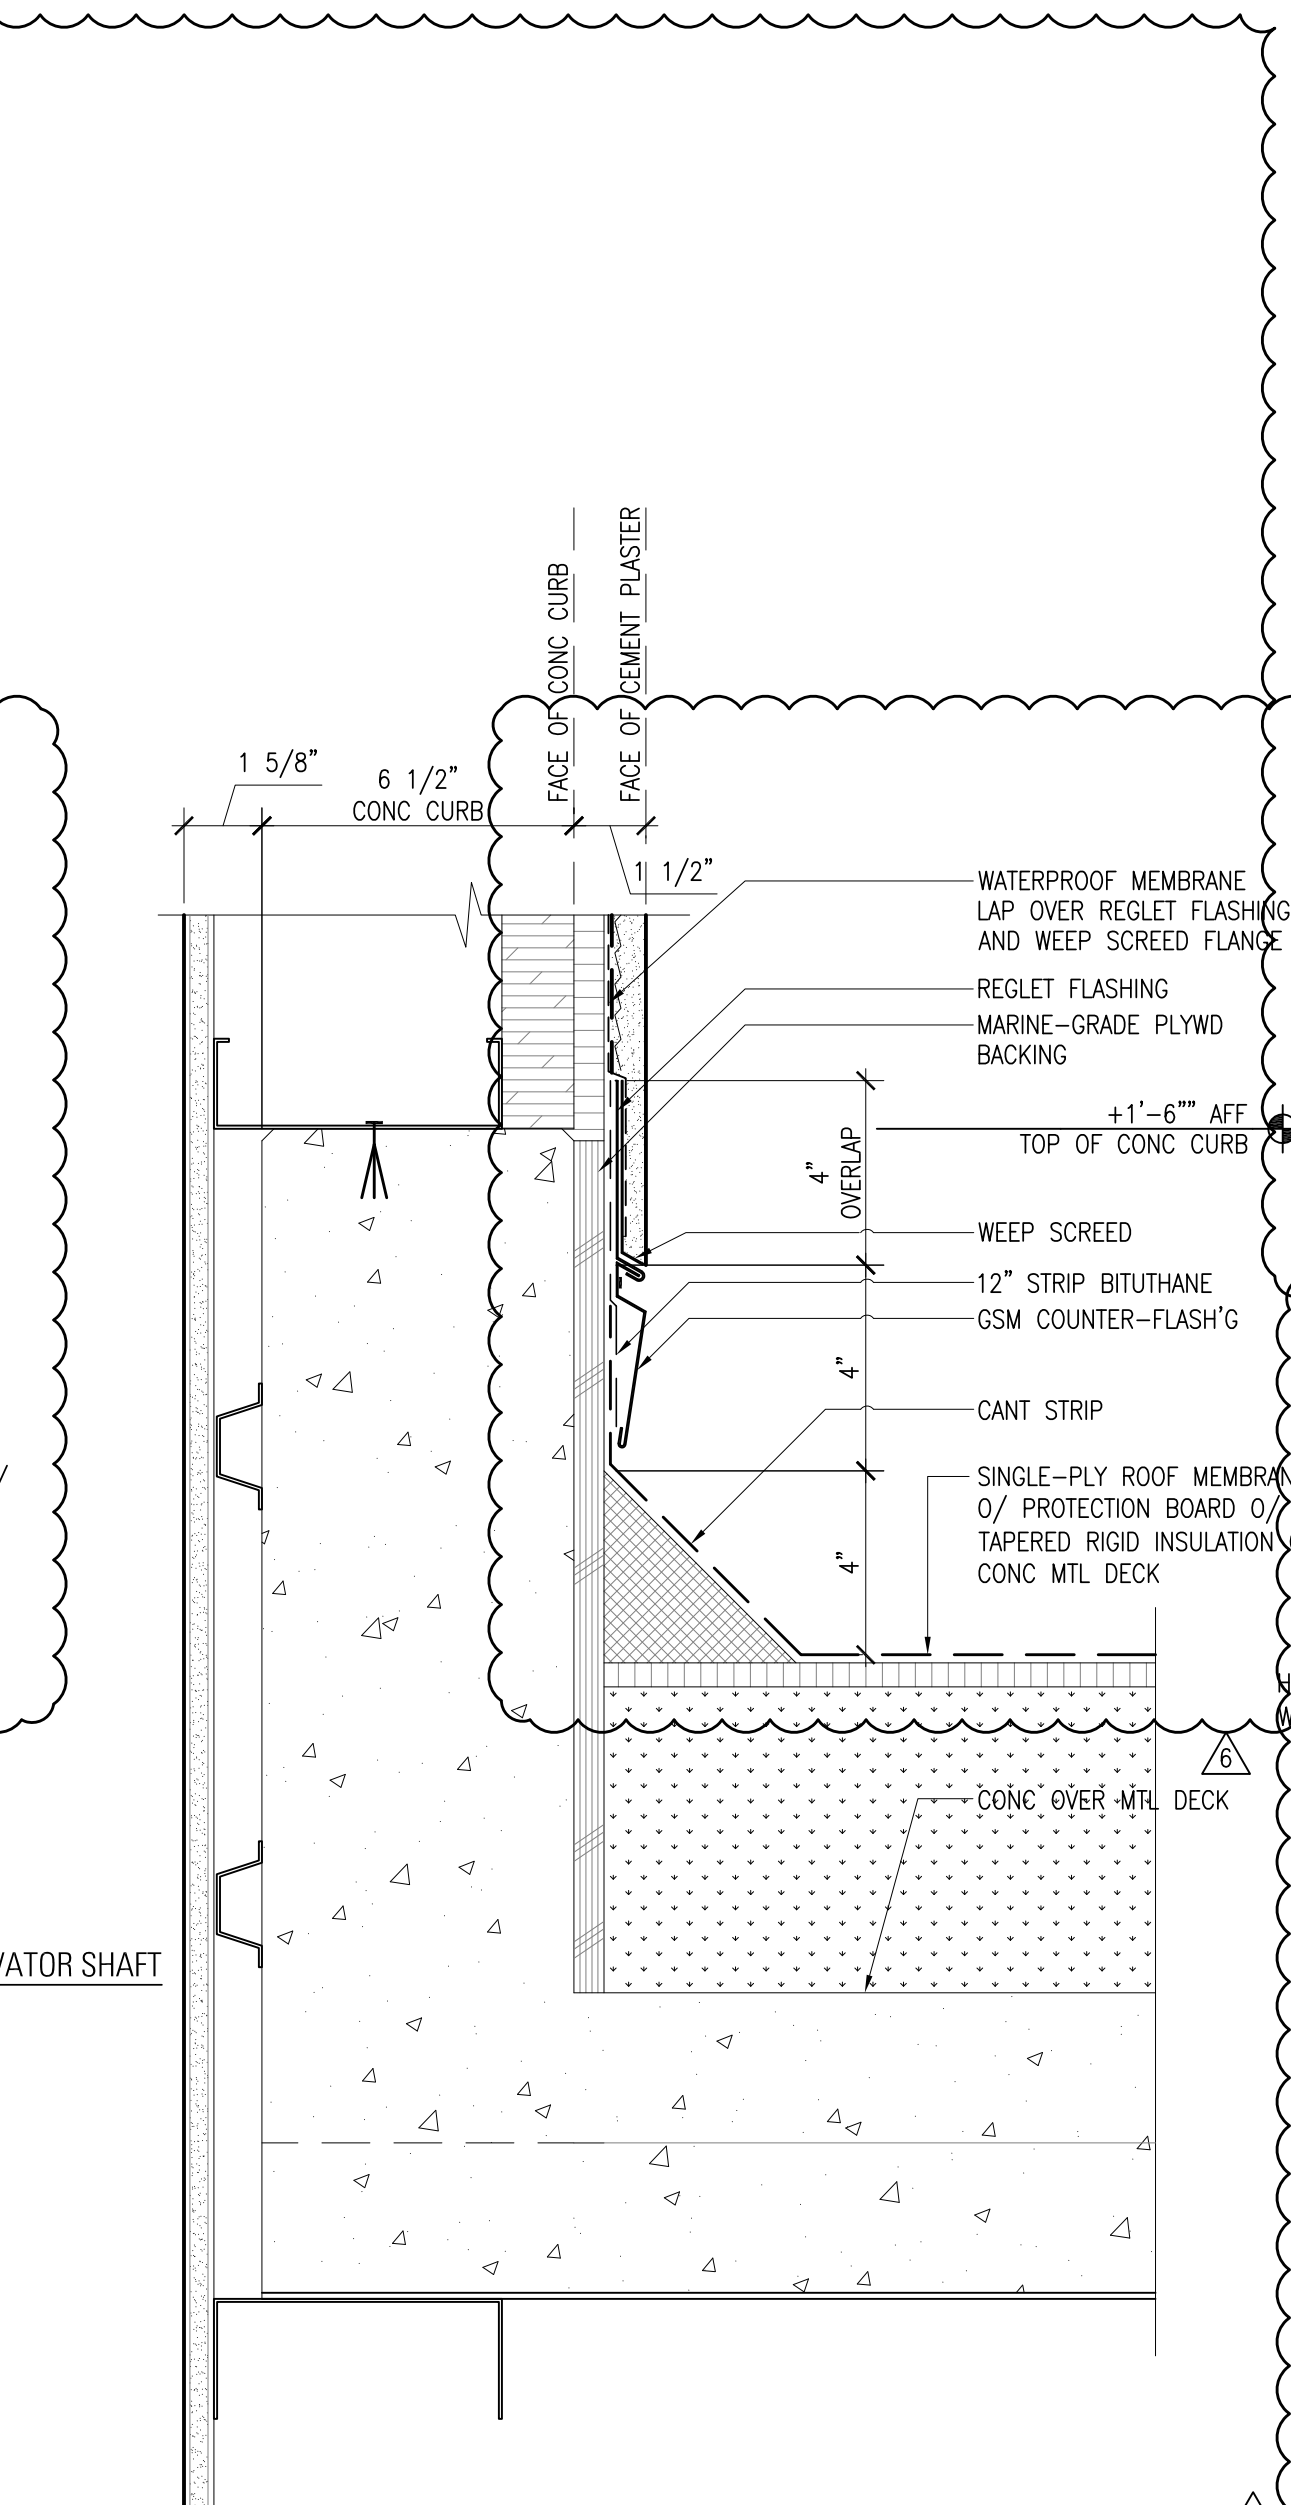 FACE OF CONC CURB
FACE OF CEMENT PLASTER
1 5/8"
6 1/2"
CONC CURB
1 1/2"
WATERPROOF MEMBRANE
LAP OVER REGLET FLASHING
AND WEEP SCREED FLANGE
REGLET FLASHING
MARINE-GRADE PLYWD
BACKING
+1'-6"" AFF
TOP OF CONC CURB
4"
OVERLAP
WEEP SCREED
12" STRIP BITUTHANE
GSM COUNTER-FLASH'G
4"
CANT STRIP
SINGLE-PLY ROOF MEMBRAN
O/ PROTECTION BOARD O/
TAPERED RIGID INSULATION
CONC MTL DECK
4"
6
CONC OVER MTL DECK
VATOR SHAFT